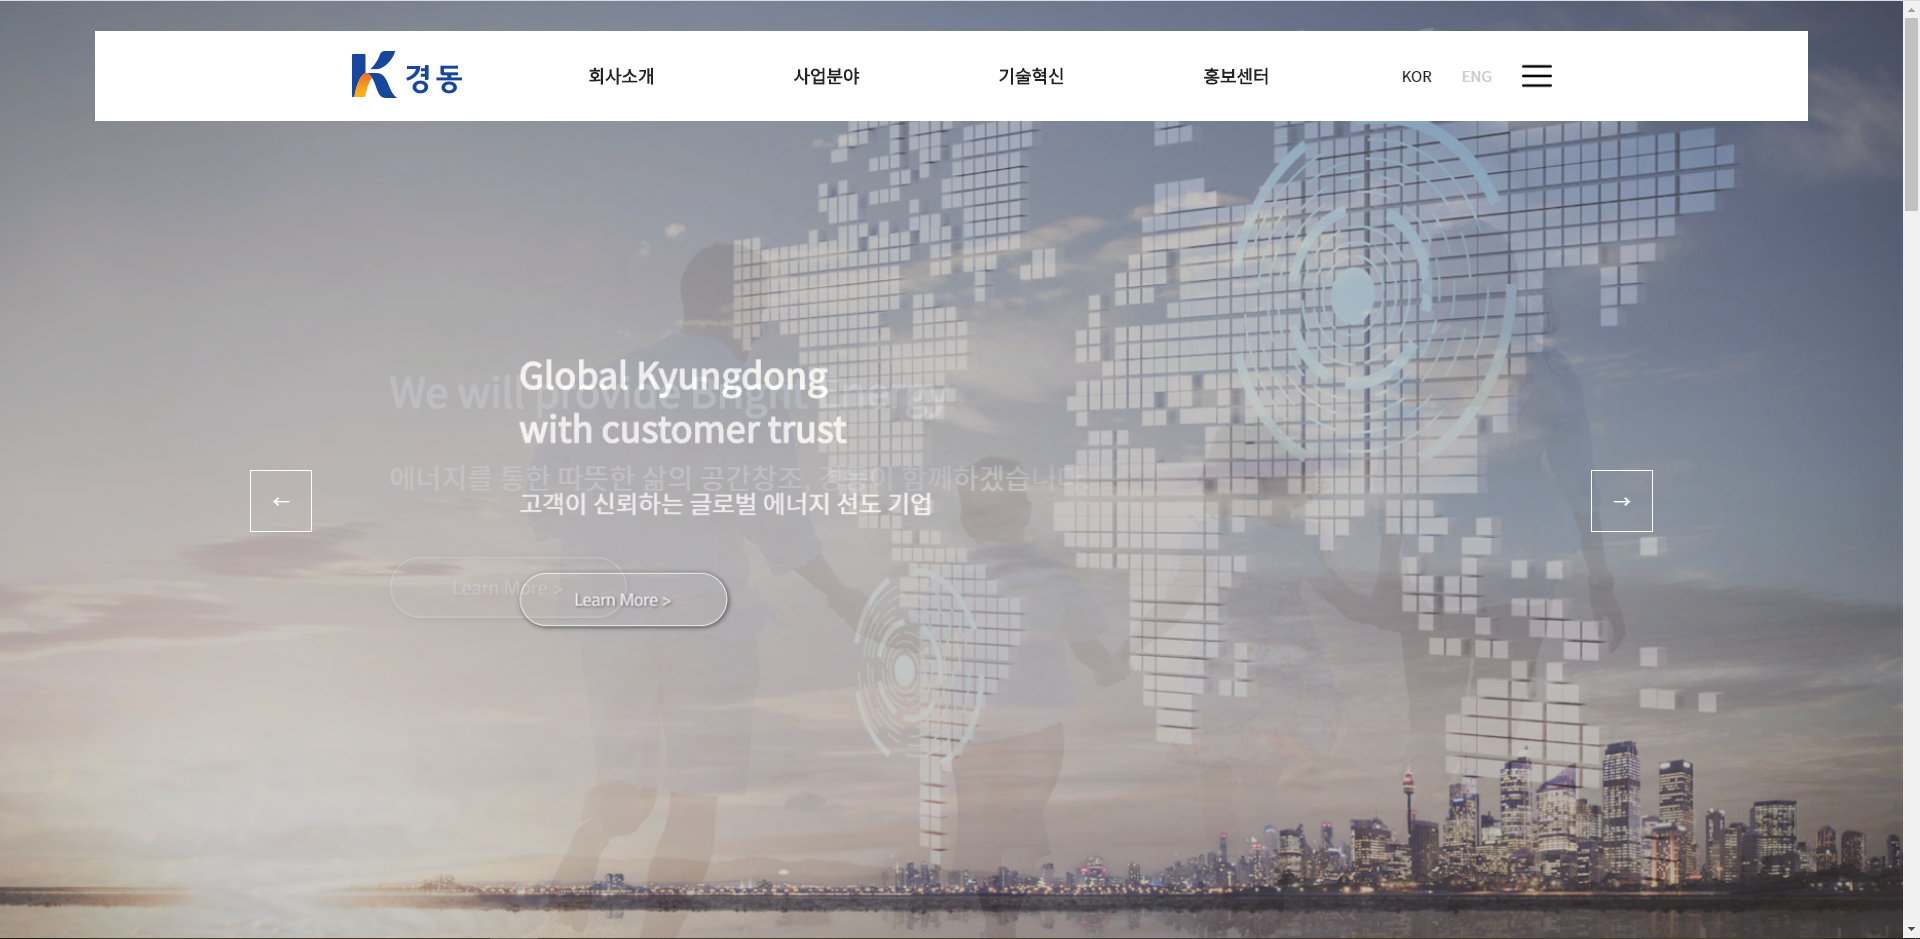 경동
회사소개
사업분야
기술혁신
홍보센터
KOR
ENG
Global Kyungdong
We will provide Bright Energy
with customer trust
에너지를 통한 따뜻한 삶의 공간창조, 경동이 함께하겠습니다.
고객이 신뢰하는 글로벌 에너지 선도 기업
←
→
Learn More >
Learn More >